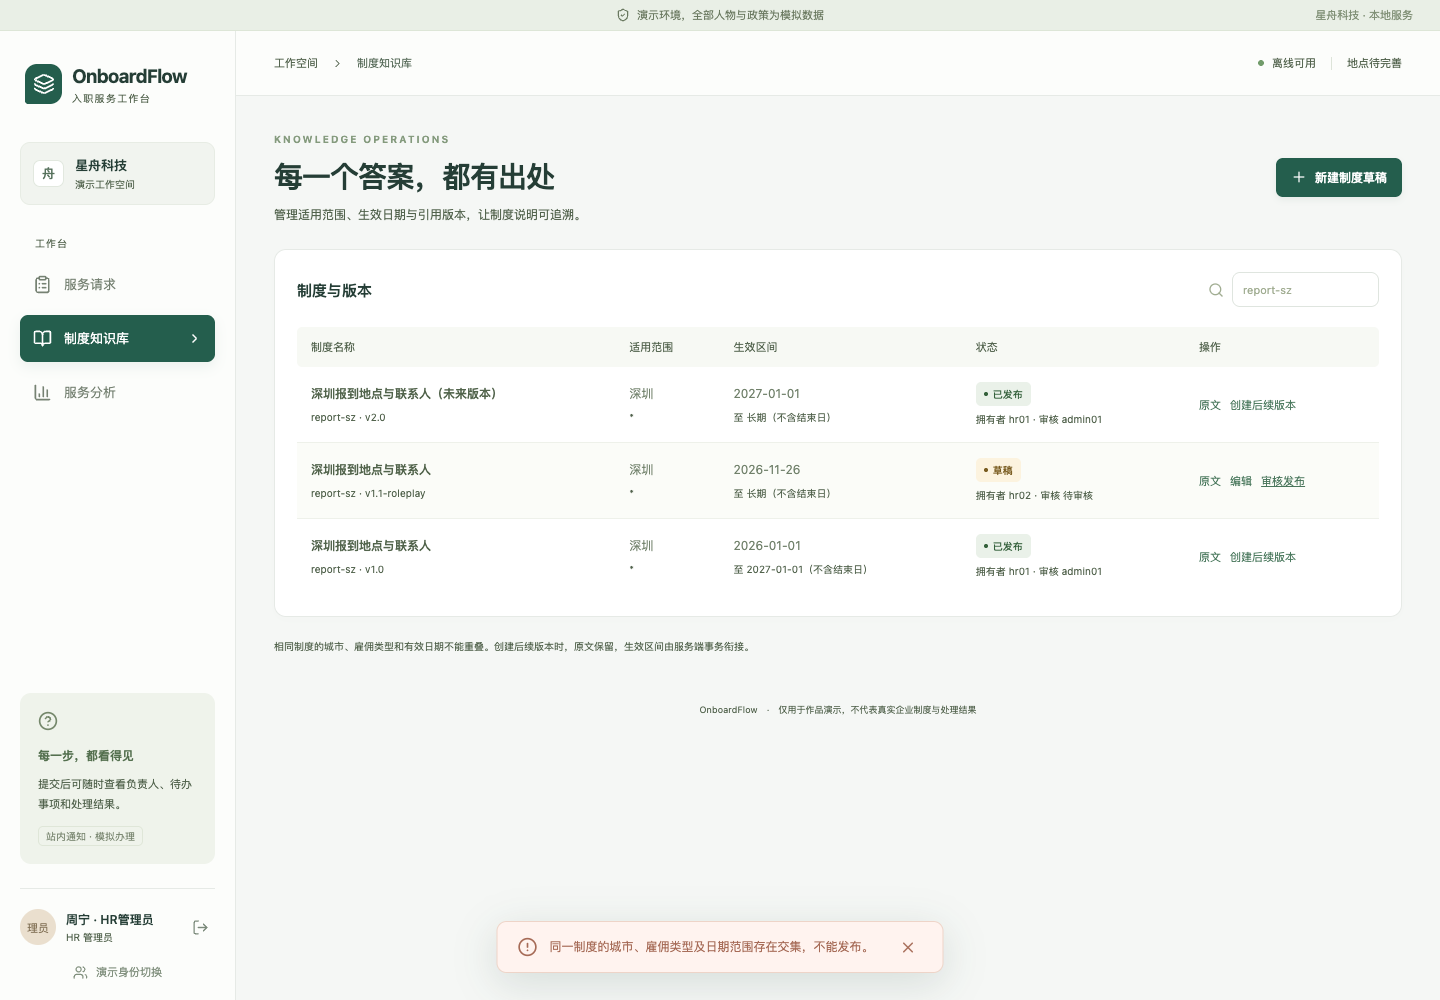 演示环境，全部人物与政策为模拟数据
星舟科技 · 本地服务
OnboardFlow
入职服务工作台
舟
星舟科技
演示工作空间
工作台
服务请求
制度知识库
服务分析
每一步，都看得见
提交后可随时查看负责人、待办
事项和处理结果。
站内通知 · 模拟办理
理员
周宁 · HR管理员
HR 管理员
演示身份切换
工作空间 > 制度知识库
离线可用
地点待完善
KNOWLEDGE OPERATIONS
每一个答案，都有出处
管理适用范围、生效日期与引用版本，让制度说明可追溯。
新建制度草稿
制度与版本
report-sz
制度名称 适用范围 生效区间 状态 操作
深圳报到地点与联系人（未来版本） 深圳 2027-01-01 已发布 原文 创建后续版本
report-sz · v2.0 * 至 长期（不含结束日） 拥有者 hr01 · 审核 admin01
深圳报到地点与联系人 深圳 2026-11-26 草稿 原文 编辑 审核发布
report-sz · v1.1-roleplay * 至 长期（不含结束日） 拥有者 hr02 · 审核 待审核
深圳报到地点与联系人 深圳 2026-01-01 已发布 原文 创建后续版本
report-sz · v1.0 * 至 2027-01-01（不含结束日） 拥有者 hr01 · 审核 admin01
相同制度的城市、雇佣类型和有效日期不能重叠。创建后续版本时，原文保留，生效区间由服务端事务衔接。
OnboardFlow · 仅用于作品演示，不代表真实企业制度与处理结果
同一制度的城市、雇佣类型及日期范围存在交集，不能发布。